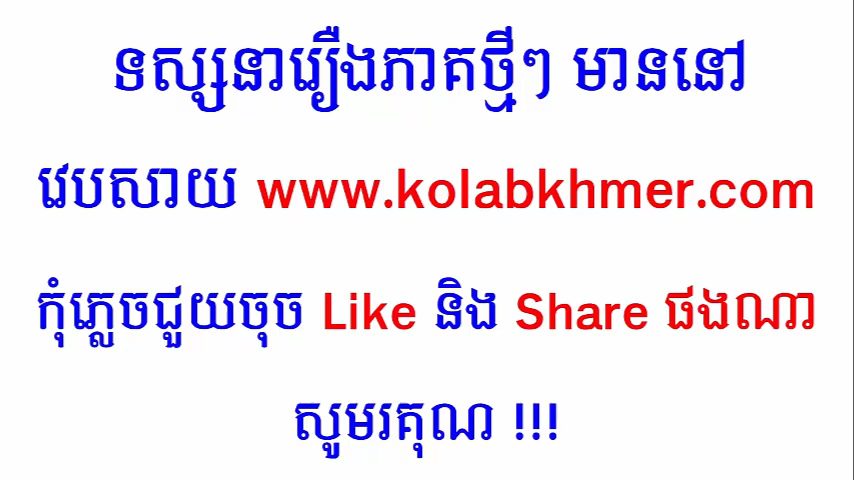 ទស្សនារឿងភាគថ្មីៗ មាននៅ
វេបសាយ www.kolabkhmer.com
កុំភ្លេចជួយចុច Like និង Share ផងណា
សូមរគុណ !!!